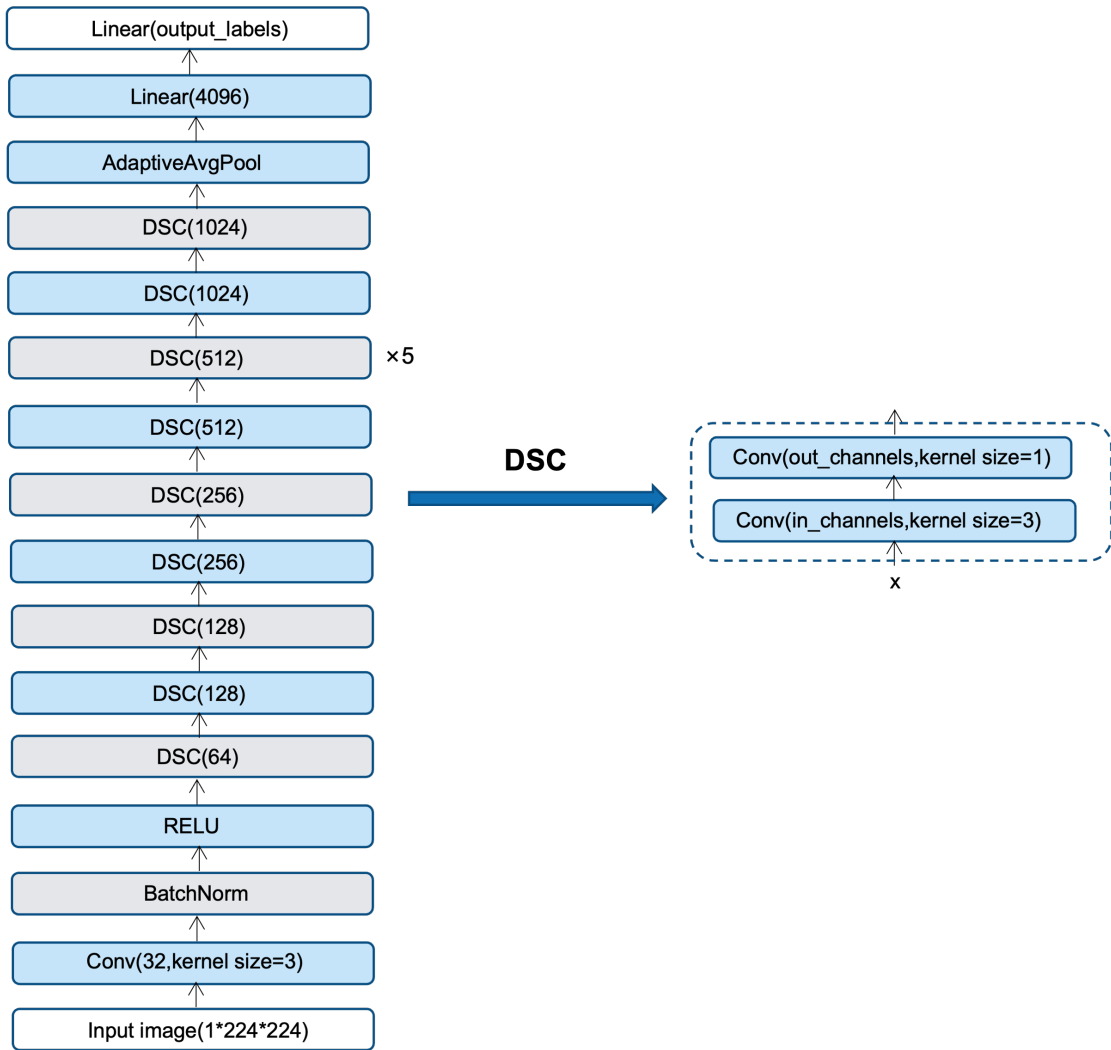 Linear(output_labels)
Linear(4096)
AdaptiveAvgPool
DSC(1024)
DSC(1024)
DSC(512) ×5
DSC(512)
DSC(256)
DSC(256)
DSC(128)
DSC(128)
DSC(64)
RELU
BatchNorm
Conv(32,kernel size=3)
Input image(1*224*224)
DSC
Conv(out_channels,kernel size=1)
Conv(in_channels,kernel size=3)
x